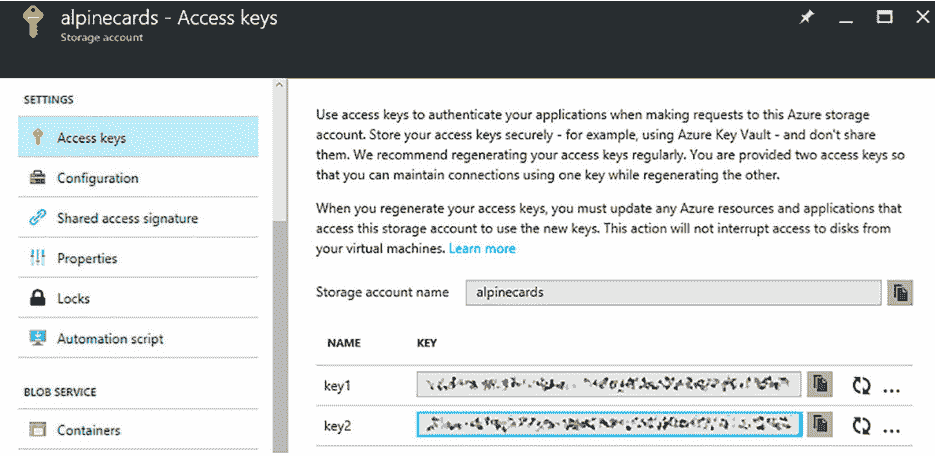 alpinecards - Access keys
Storage account
SETTINGS
Access keys
Configuration
Shared access signature
Properties
Locks
Automation script
BLOB SERVICE
Containers
Use access keys to authenticate your applications when making requests to this Azure storage
account. Store your access keys securely - for example, using Azure Key Vault - and don't share
them. We recommend regenerating your access keys regularly. You are provided two access keys so
that you can maintain connections using one key while regenerating the other.
When you regenerate your access keys, you must update any Azure resources and applications that
access this storage account to use the new keys. This action will not interrupt access to disks from
your virtual machines. Learn more
Storage account name alpinecards
NAME KEY
key1
key2